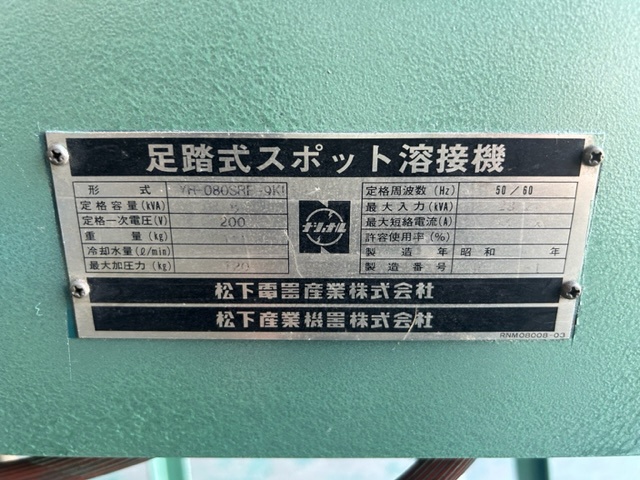 足踏式スポット溶接機
形式 YR-080SRF-9K1
定格容量(kVA)
定格一次電圧(V) 200
重量(kg)
冷却水量(ℓ/min)
最大加圧力(kg) 120
ナショナル
定格周波数(Hz) 50/60
最大入力(kVA)
最大短絡電流(A)
許容使用率(%)
製造年 昭和 年
製造番号
松下電器産業株式会社
松下産業機器株式会社
RNM08008-03